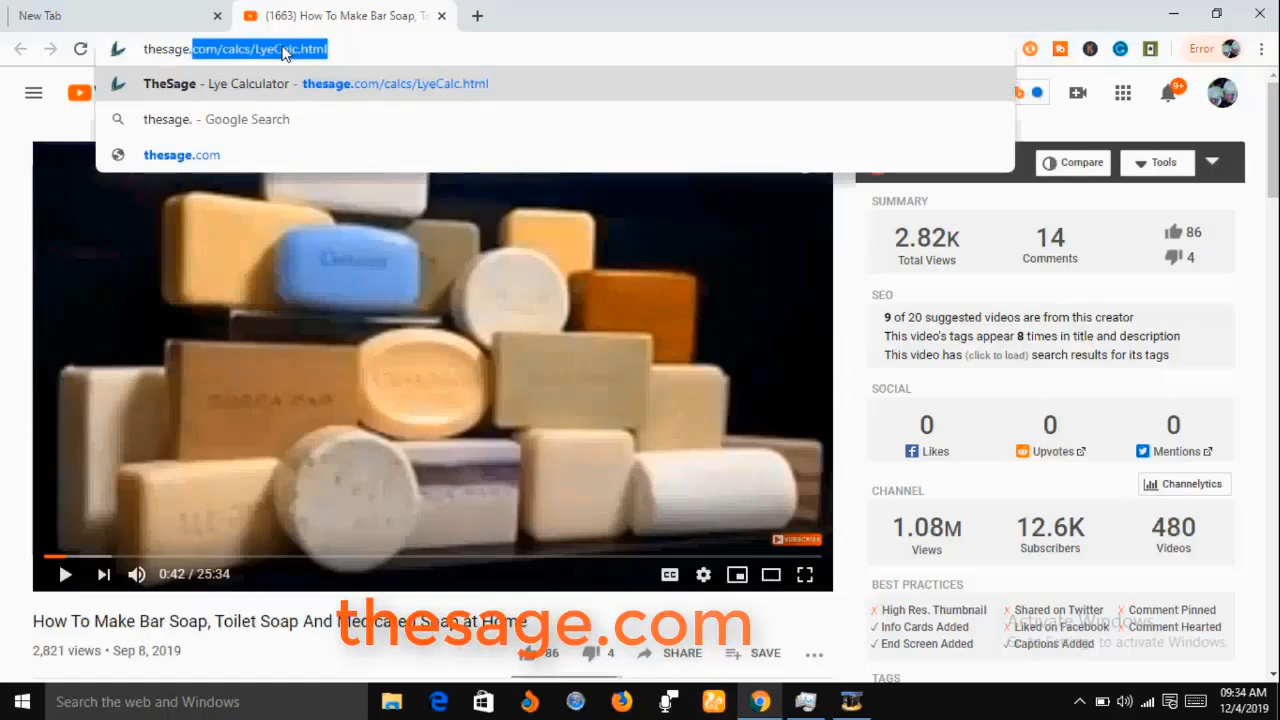 New Tab
(1663) How To Make Bar Soap, To
thesage.com/calcs/LyeCalc.html
Error
TheSage - Lye Calculator - thesage.com/calcs/LyeCalc.html
thesage. - Google Search
thesage.com
9+
Compare
Tools
SUMMARY
2.82K
Total Views
14
Comments
86
4
SEO
9 of 20 suggested videos are from this creator
This video's tags appear 8 times in title and description
This video has (click to load) search results for its tags
SOCIAL
0
Likes
0
Upvotes
0
Mentions
Channelytics
CHANNEL
1.08M
Views
12.6K
Subscribers
480
Videos
BEST PRACTICES
High Res. Thumbnail
Shared on Twitter
Comment Pinned
Info Cards Added
Liked on Facebook
Comment Hearted
End Screen Added
Captions Added
TAGS
Activate Windows
Go to Settings to activate Windows.
SUBSCRIBE
0:42 / 25:34
CC
How To Make Bar Soap, Toilet Soap And Medicated Soap at Home
thesage.com
2,821 views • Sep 8, 2019
86
4
SHARE
SAVE
Search the web and Windows
09:34 AM
12/4/2019